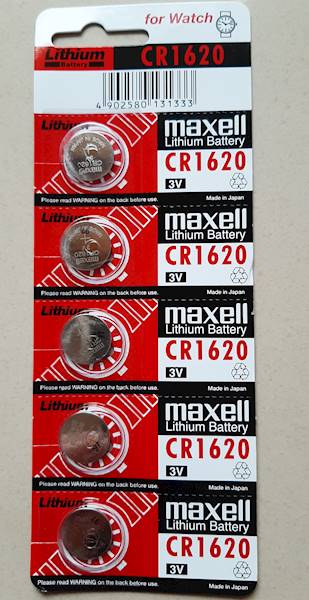 for Watch
Lithium
Battery
CR1620
4 902580 131333
maxell
Lithium Battery
CR1620
3V
Please read WARNING on the back before use.
Made in Japan
Lithium
maxell
Lithium Battery
CR1620
3V
Please read WARNING on the back before use.
Made in Japan
Lithium
maxell
Lithium Battery
CR1620
3V
Please read WARNING on the back before use.
Made in Japan
Lithium
maxell
Lithium Battery
CR1620
3V
Please read WARNING on the back before use.
Made in Japan
Lithium
maxell
Lithium Battery
CR1620
3V
Please read WARNING on the back before use.
Made in Japan